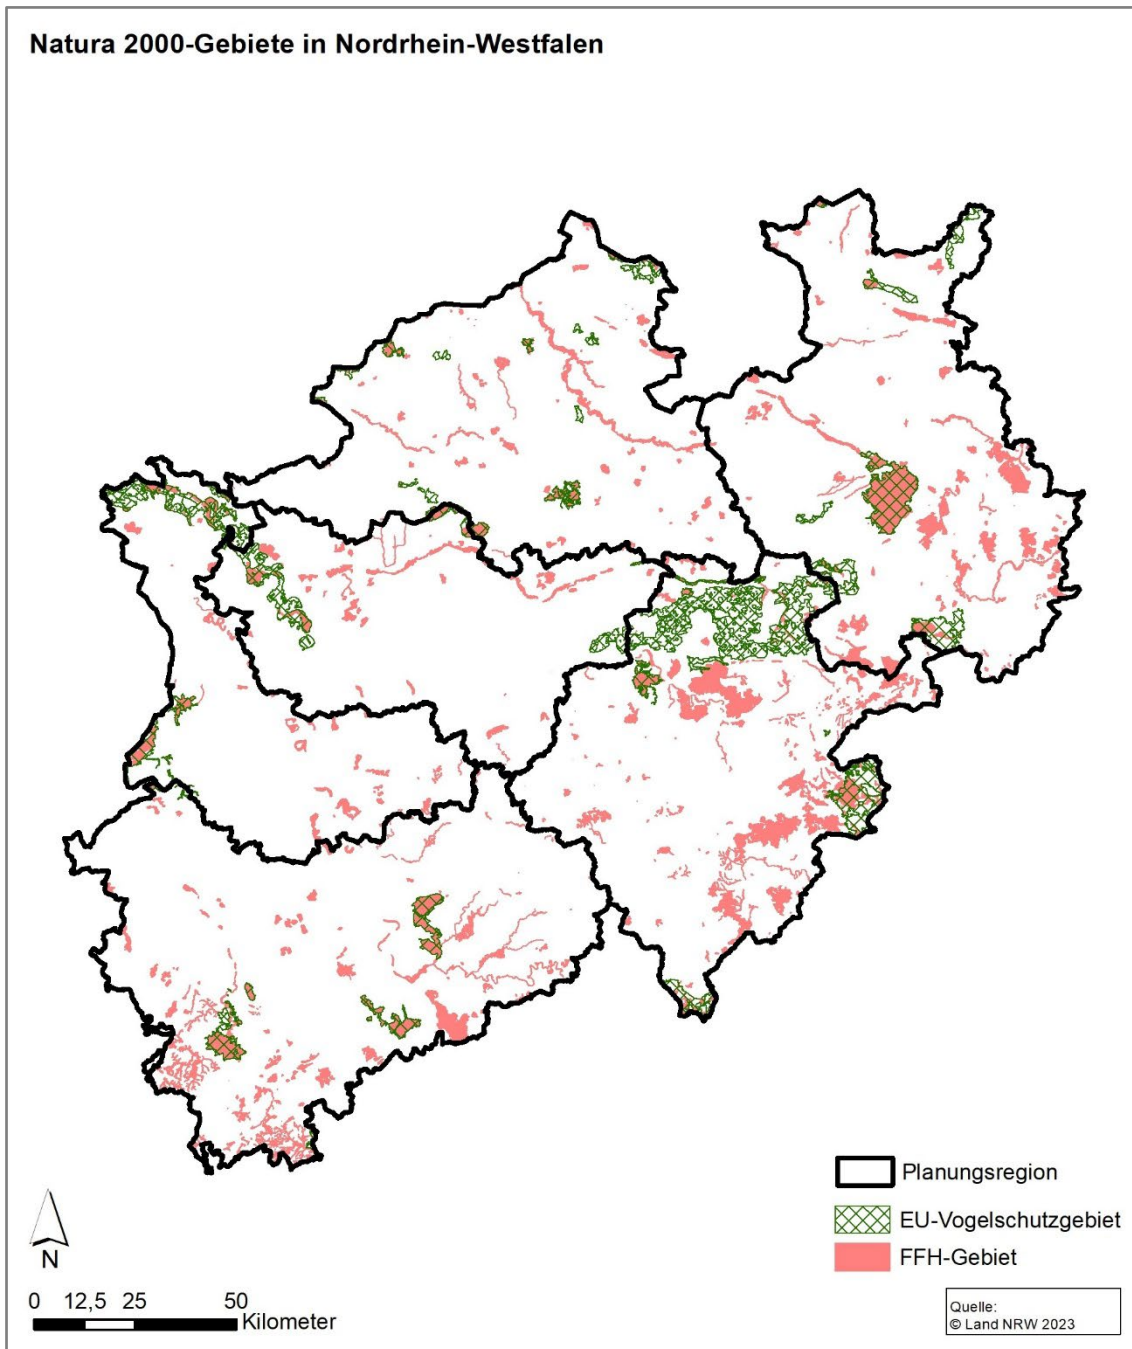 Natura 2000-Gebiete in Nordrhein-Westfalen
Planungsregion
EU-Vogelschutzgebiet
FFH-Gebiet
N
0 12,5 25 50
Kilometer
Quelle:
© Land NRW 2023